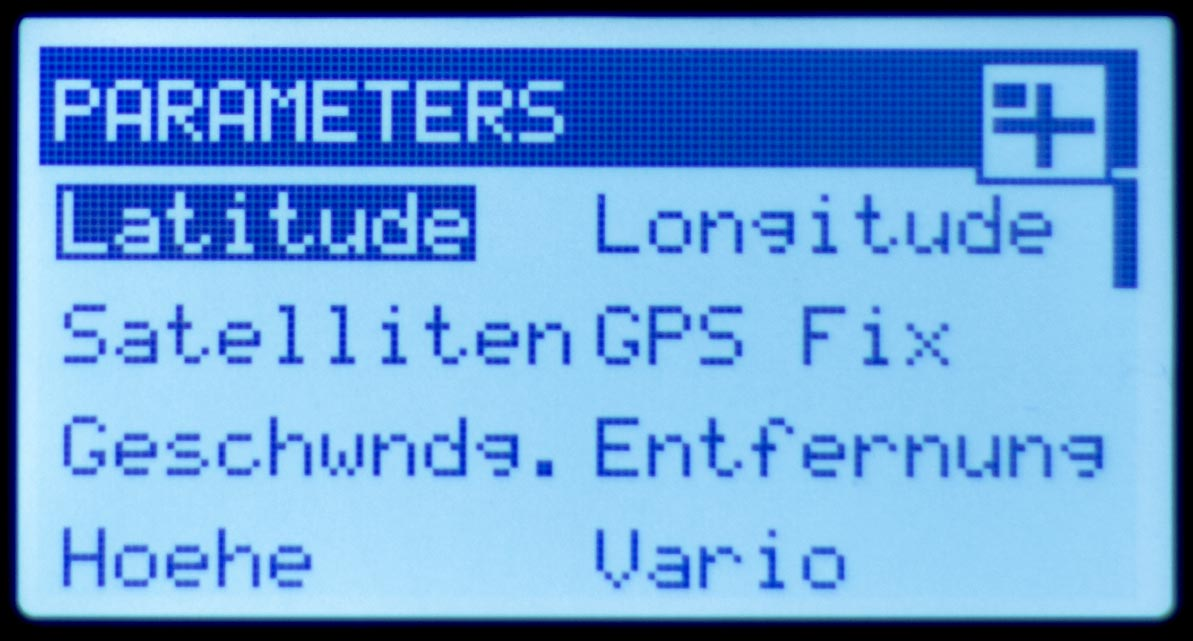 PARAMETERS
Latitude Longitude
Satelliten GPS Fix
Geschwndg. Entfernung
Hoehe Vario